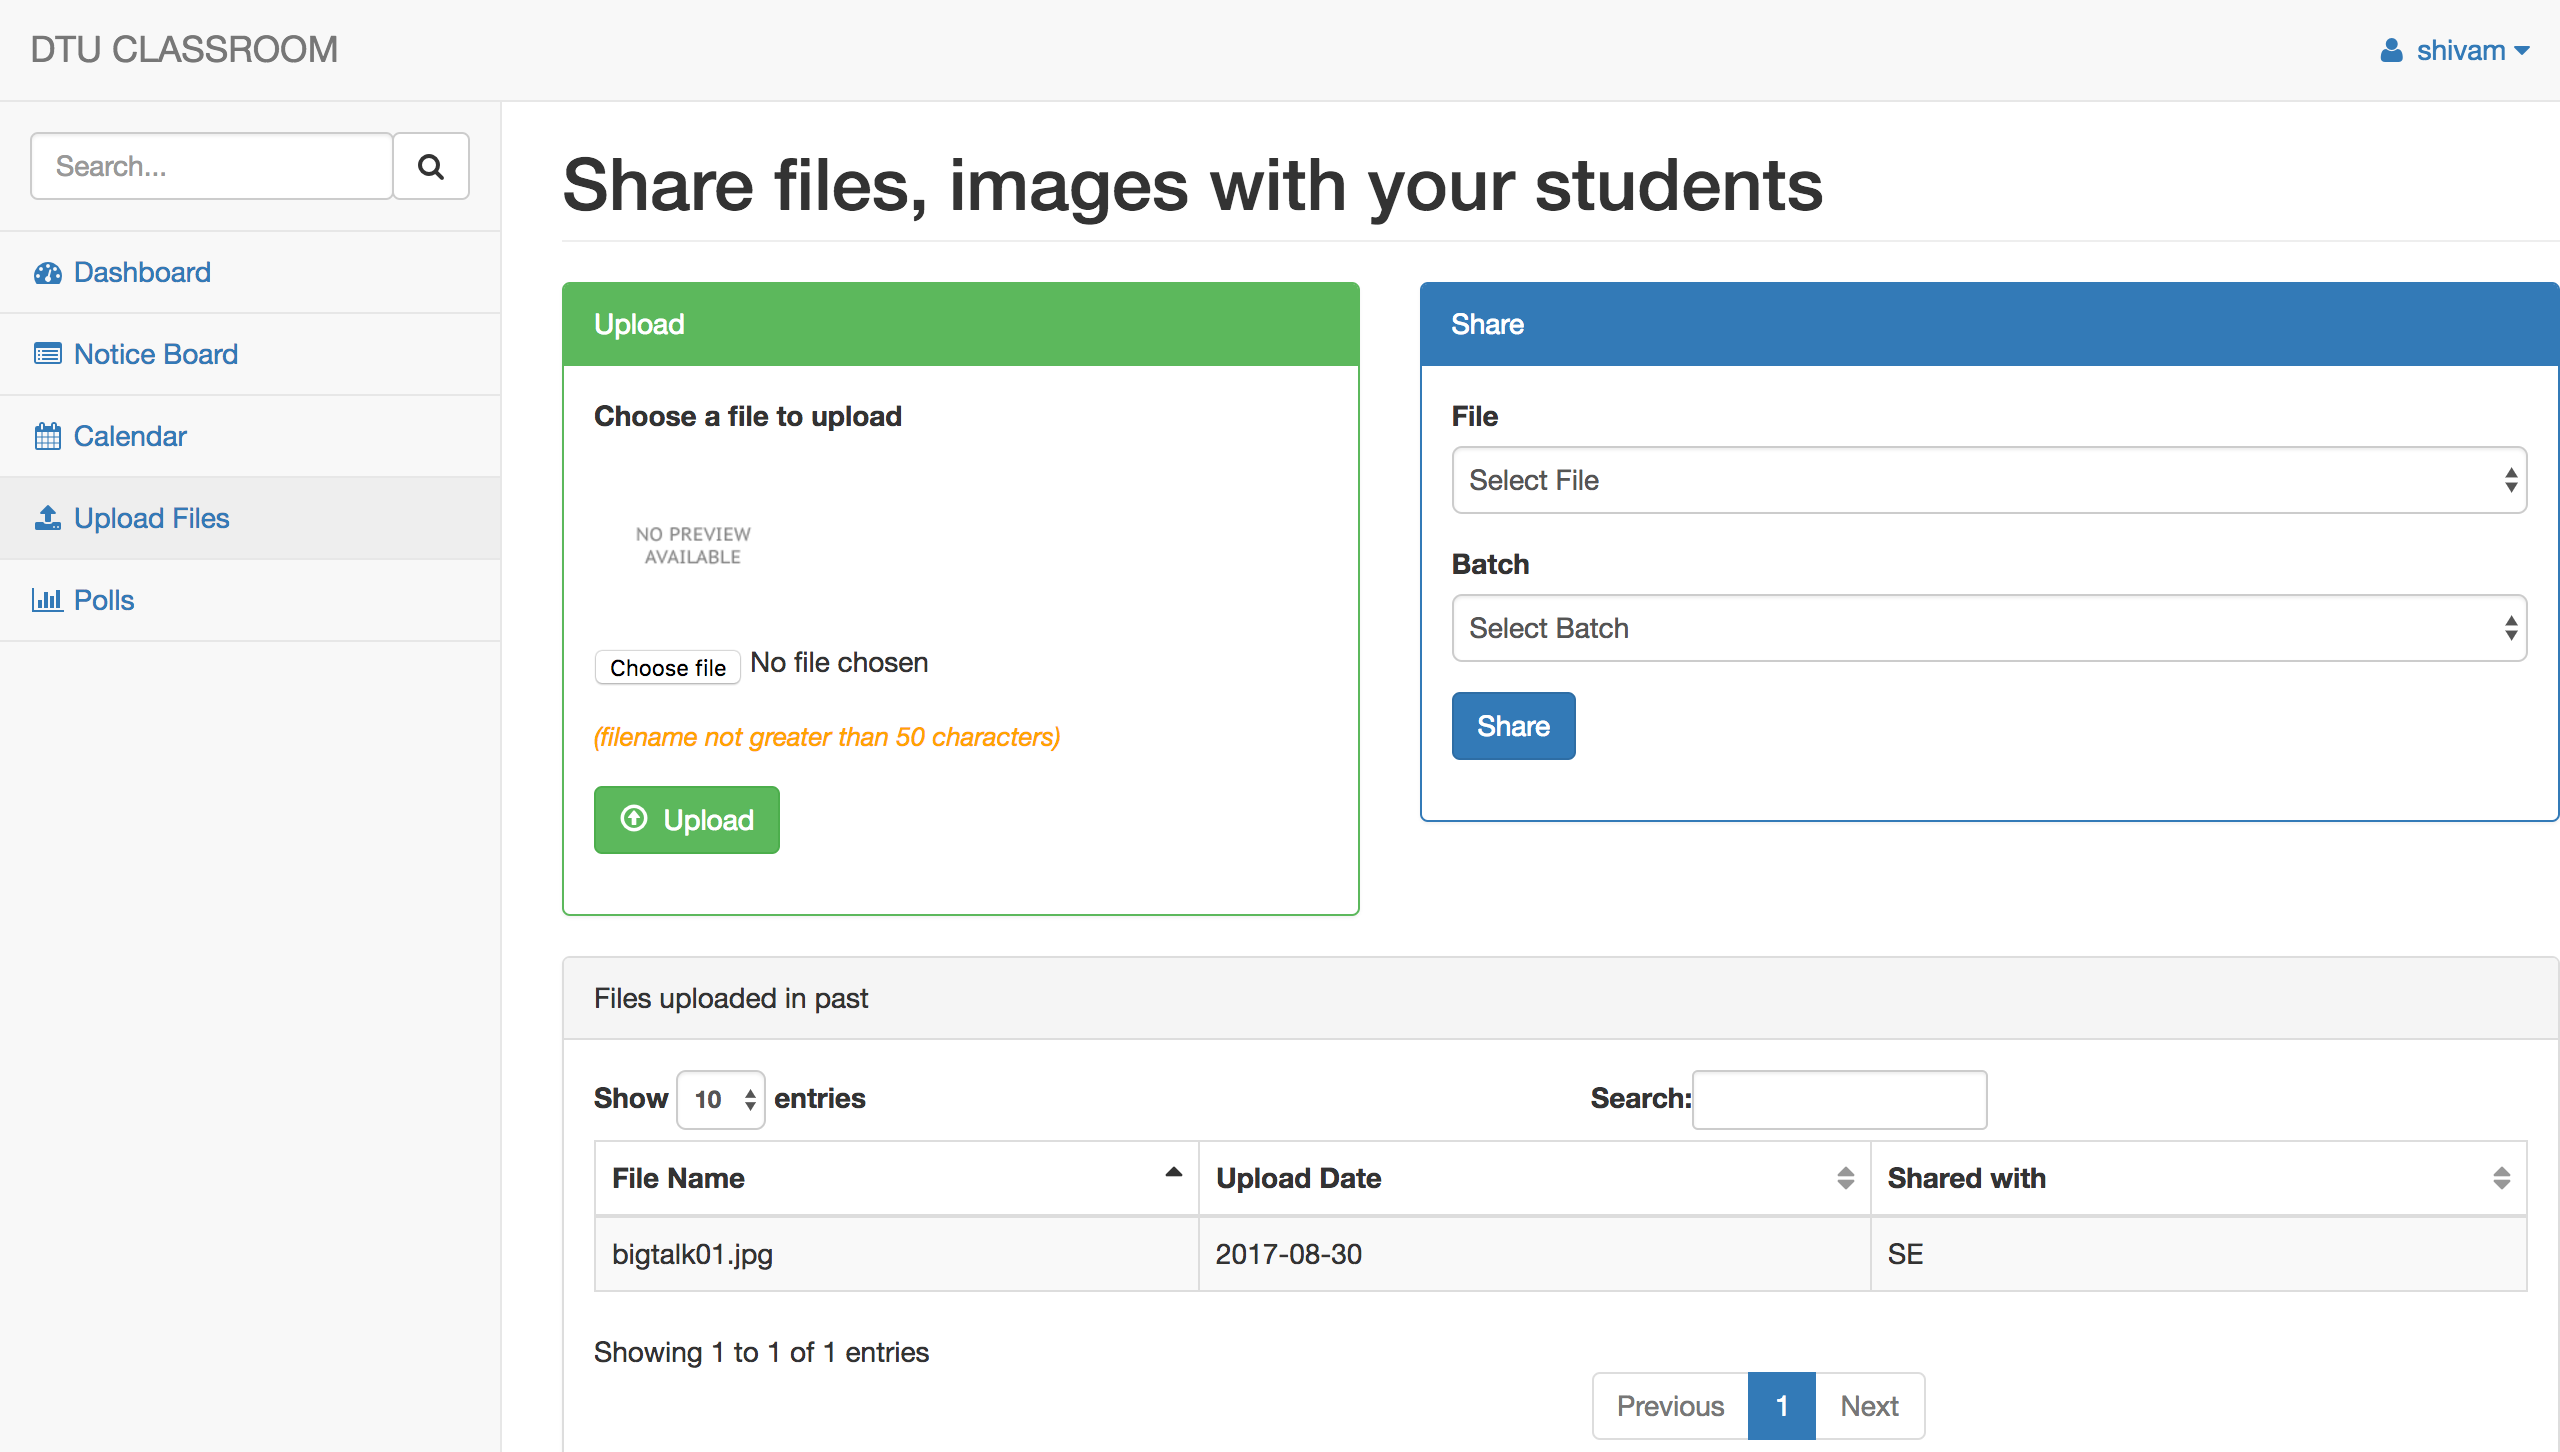 DTU CLASSROOM
shivam
Search...
Dashboard
Notice Board
Calendar
Upload Files
Polls
Share files, images with your students
Upload
Choose a file to upload
NO PREVIEW
AVAILABLE
Choose file No file chosen
(filename not greater than 50 characters)
Upload
Share
File
Select File
Batch
Select Batch
Share
Files uploaded in past
Show 10 entries
Search:
File Name Upload Date Shared with
bigtalk01.jpg 2017-08-30 SE
Showing 1 to 1 of 1 entries
Previous 1 Next